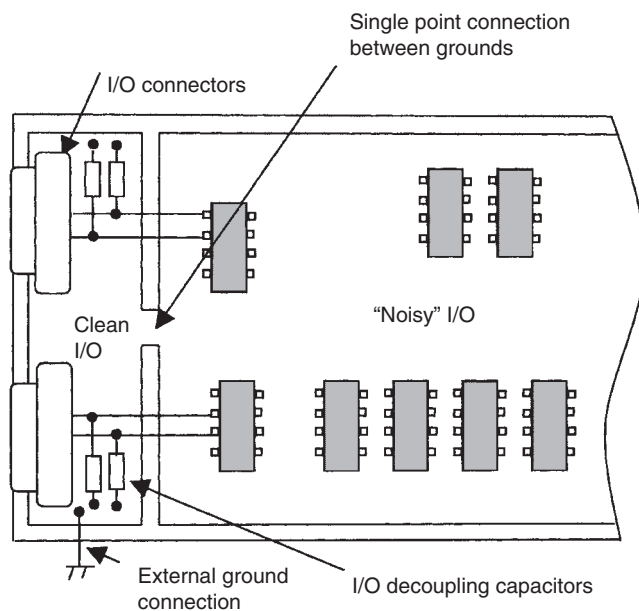 Single point connection
between grounds
I/O connectors
Clean
I/O
“Noisy” I/O
External ground
connection
I/O decoupling capacitors